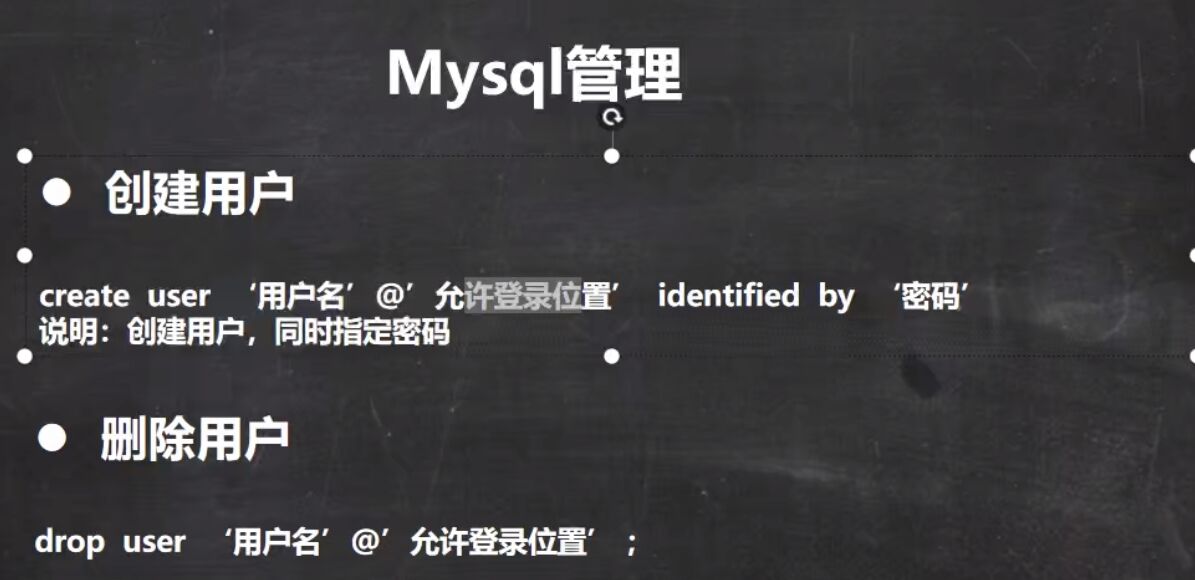 Mysql管理
● 创建用户
create user ‘用户名’ @’ 允许登录位置’ identified by ‘密码’
说明：创建用户，同时指定密码
● 删除用户
drop user ‘用户名’ @’ 允许登录位置’ ；